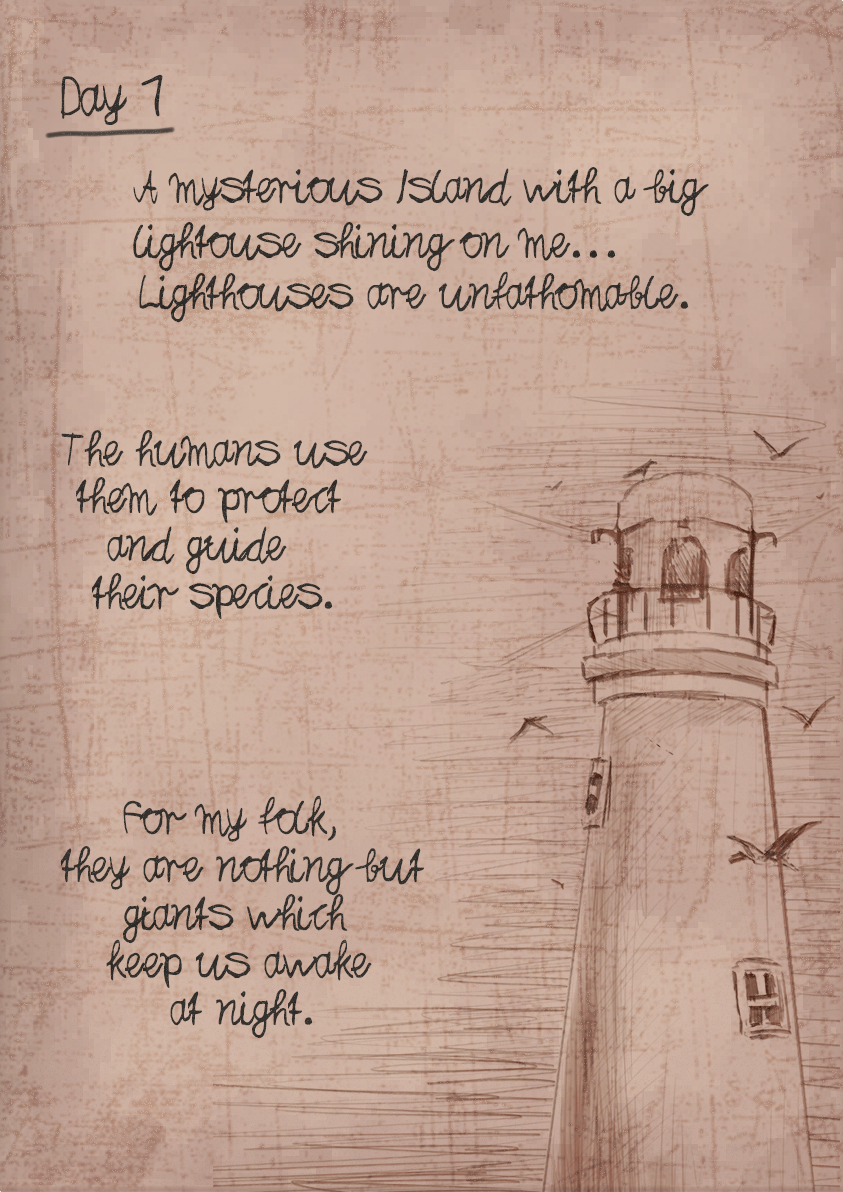 Day 7
A mysterious Island with a big
lightouse shining on me...
Lighthouses are unfathomable.
The humans use
them to protect
and guide
their species.
For my folk,
they are nothing but
giants which
keep us awake
at night.